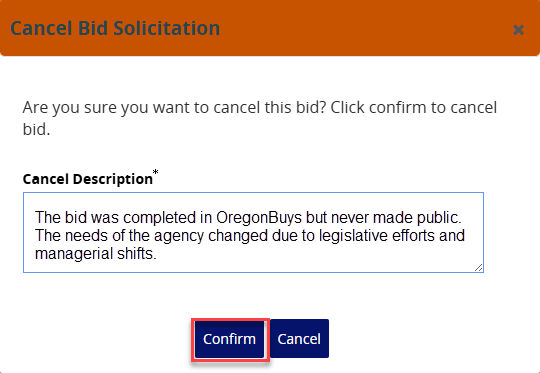 Cancel Bid Solicitation ×
Are you sure you want to cancel this bid? Click confirm to cancel
bid.
Cancel Description*
The bid was completed in OregonBuys but never made public.
The needs of the agency changed due to legislative efforts and
managerial shifts.
Confirm Cancel